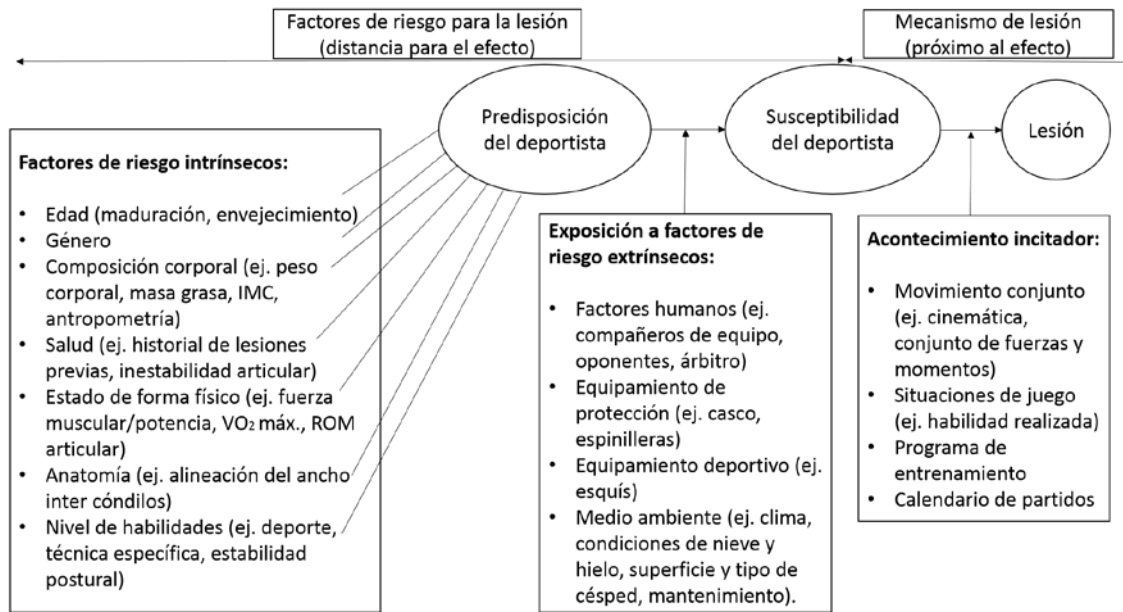 Factores de riesgo para la lesión
(distancia para el efecto)
Mecanismo de lesión
(próximo al efecto)
Predisposición
del deportista
Susceptibilidad
del deportista
Lesión
Factores de riesgo intrínsecos:
• Edad (maduración, envejecimiento)
• Género
• Composición corporal (ej. peso
corporal, masa grasa, IMC,
antropometría)
• Salud (ej. historial de lesiones
previas, inestabilidad articular)
• Estado de forma físico (ej. fuerza
muscular/potencia, VO₂ máx., ROM
articular)
• Anatomía (ej. alineación del ancho
inter cóndilos)
• Nivel de habilidades (ej. deporte,
técnica específica, estabilidad
postural)
Exposición a factores de
riesgo extrínsecos:
• Factores humanos (ej.
compañeros de equipo,
oponentes, árbitro)
• Equipamiento de
protección (ej. casco,
espinilleras)
• Equipamiento deportivo (ej.
esquís)
• Medio ambiente (ej. clima,
condiciones de nieve y
hielo, superficie y tipo de
césped, mantenimiento).
Acontecimiento incitador:
• Movimiento conjunto
(ej. cinemática,
conjunto de fuerzas y
momentos)
• Situaciones de juego
(ej. habilidad realizada)
• Programa de
entrenamiento
• Calendario de partidos